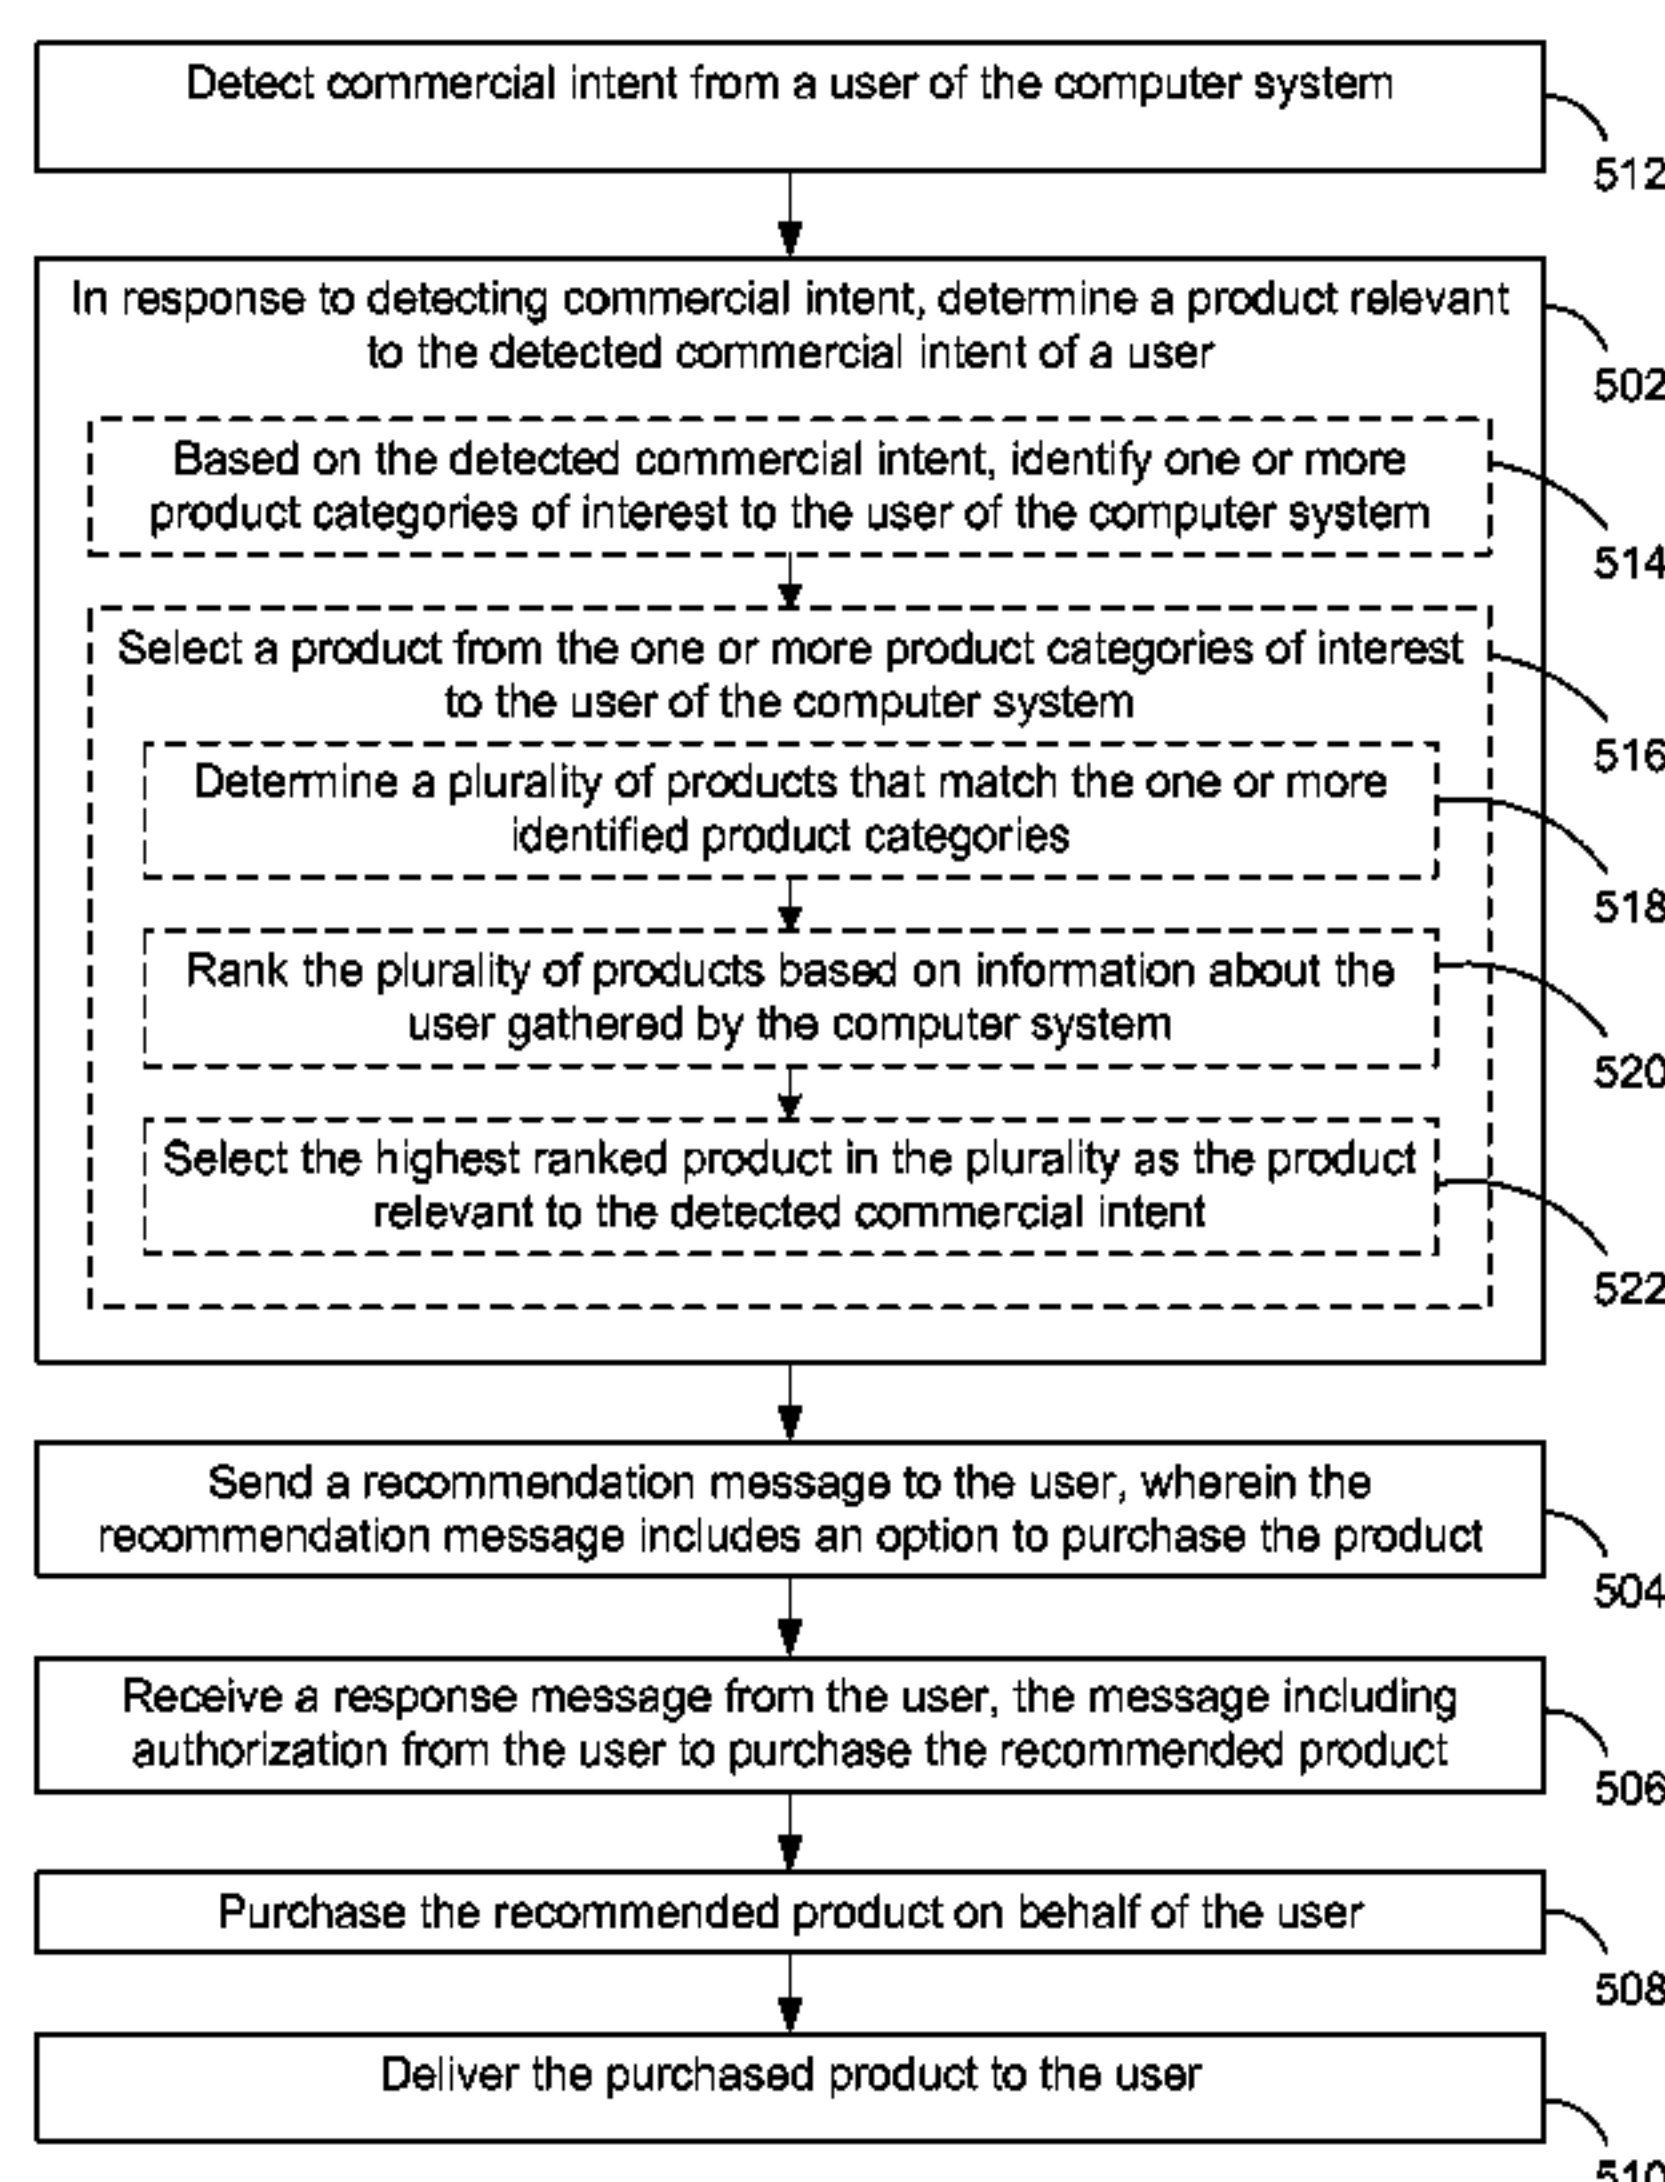 Detect commercial intent from a user of the computer system
512
In response to detecting commercial intent, determine a product relevant
to the detected commercial intent of a user
502
Based on the detected commercial intent, identify one or more
product categories of interest to the user of the computer system
514
Select a product from the one or more product categories of interest
to the user of the computer system
516
Determine a plurality of products that match the one or more
identified product categories
518
Rank the plurality of products based on information about the
user gathered by the computer system
520
Select the highest ranked product in the plurality as the product
relevant to the detected commercial intent
522
Send a recommendation message to the user, wherein the
recommendation message includes an option to purchase the product
504
Receive a response message from the user, the message including
authorization from the user to purchase the recommended product
506
Purchase the recommended product on behalf of the user
508
Deliver the purchased product to the user
510